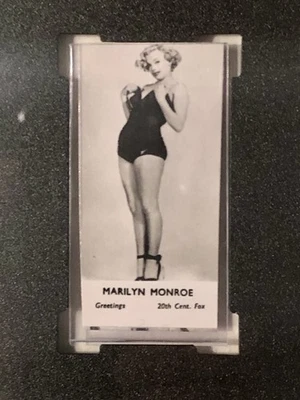 MARILYN MONROE
Greetings 20th Cent. Fox